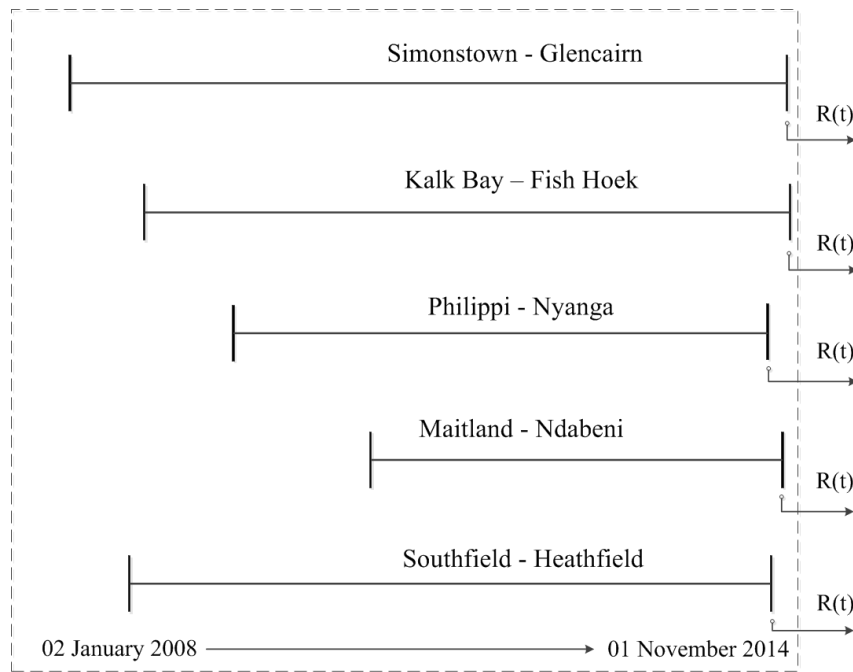 Simonstown - Glencairn
R(t)
Kalk Bay – Fish Hoek
R(t)
Philippi - Nyanga
R(t)
Maitland - Ndabeni
R(t)
Southfield - Heathfield
R(t)
02 January 2008 01 November 2014